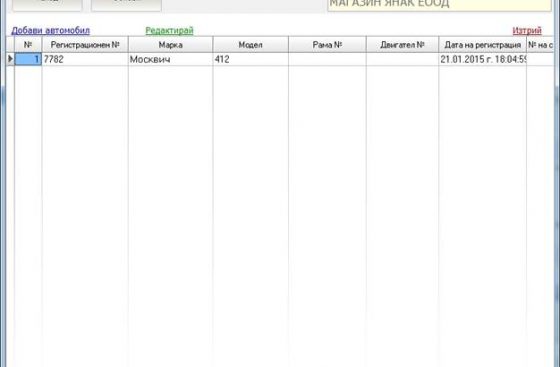 МАГАЗИН ЯНАК ЕООД
Добави автомобил Редактирай Изтрий
№ Регистрационен № Марка Модел Рама № Двигател № Дата на регистрация № на с
1 7782 Москвич 412 21.01.2015 г. 18:04:59